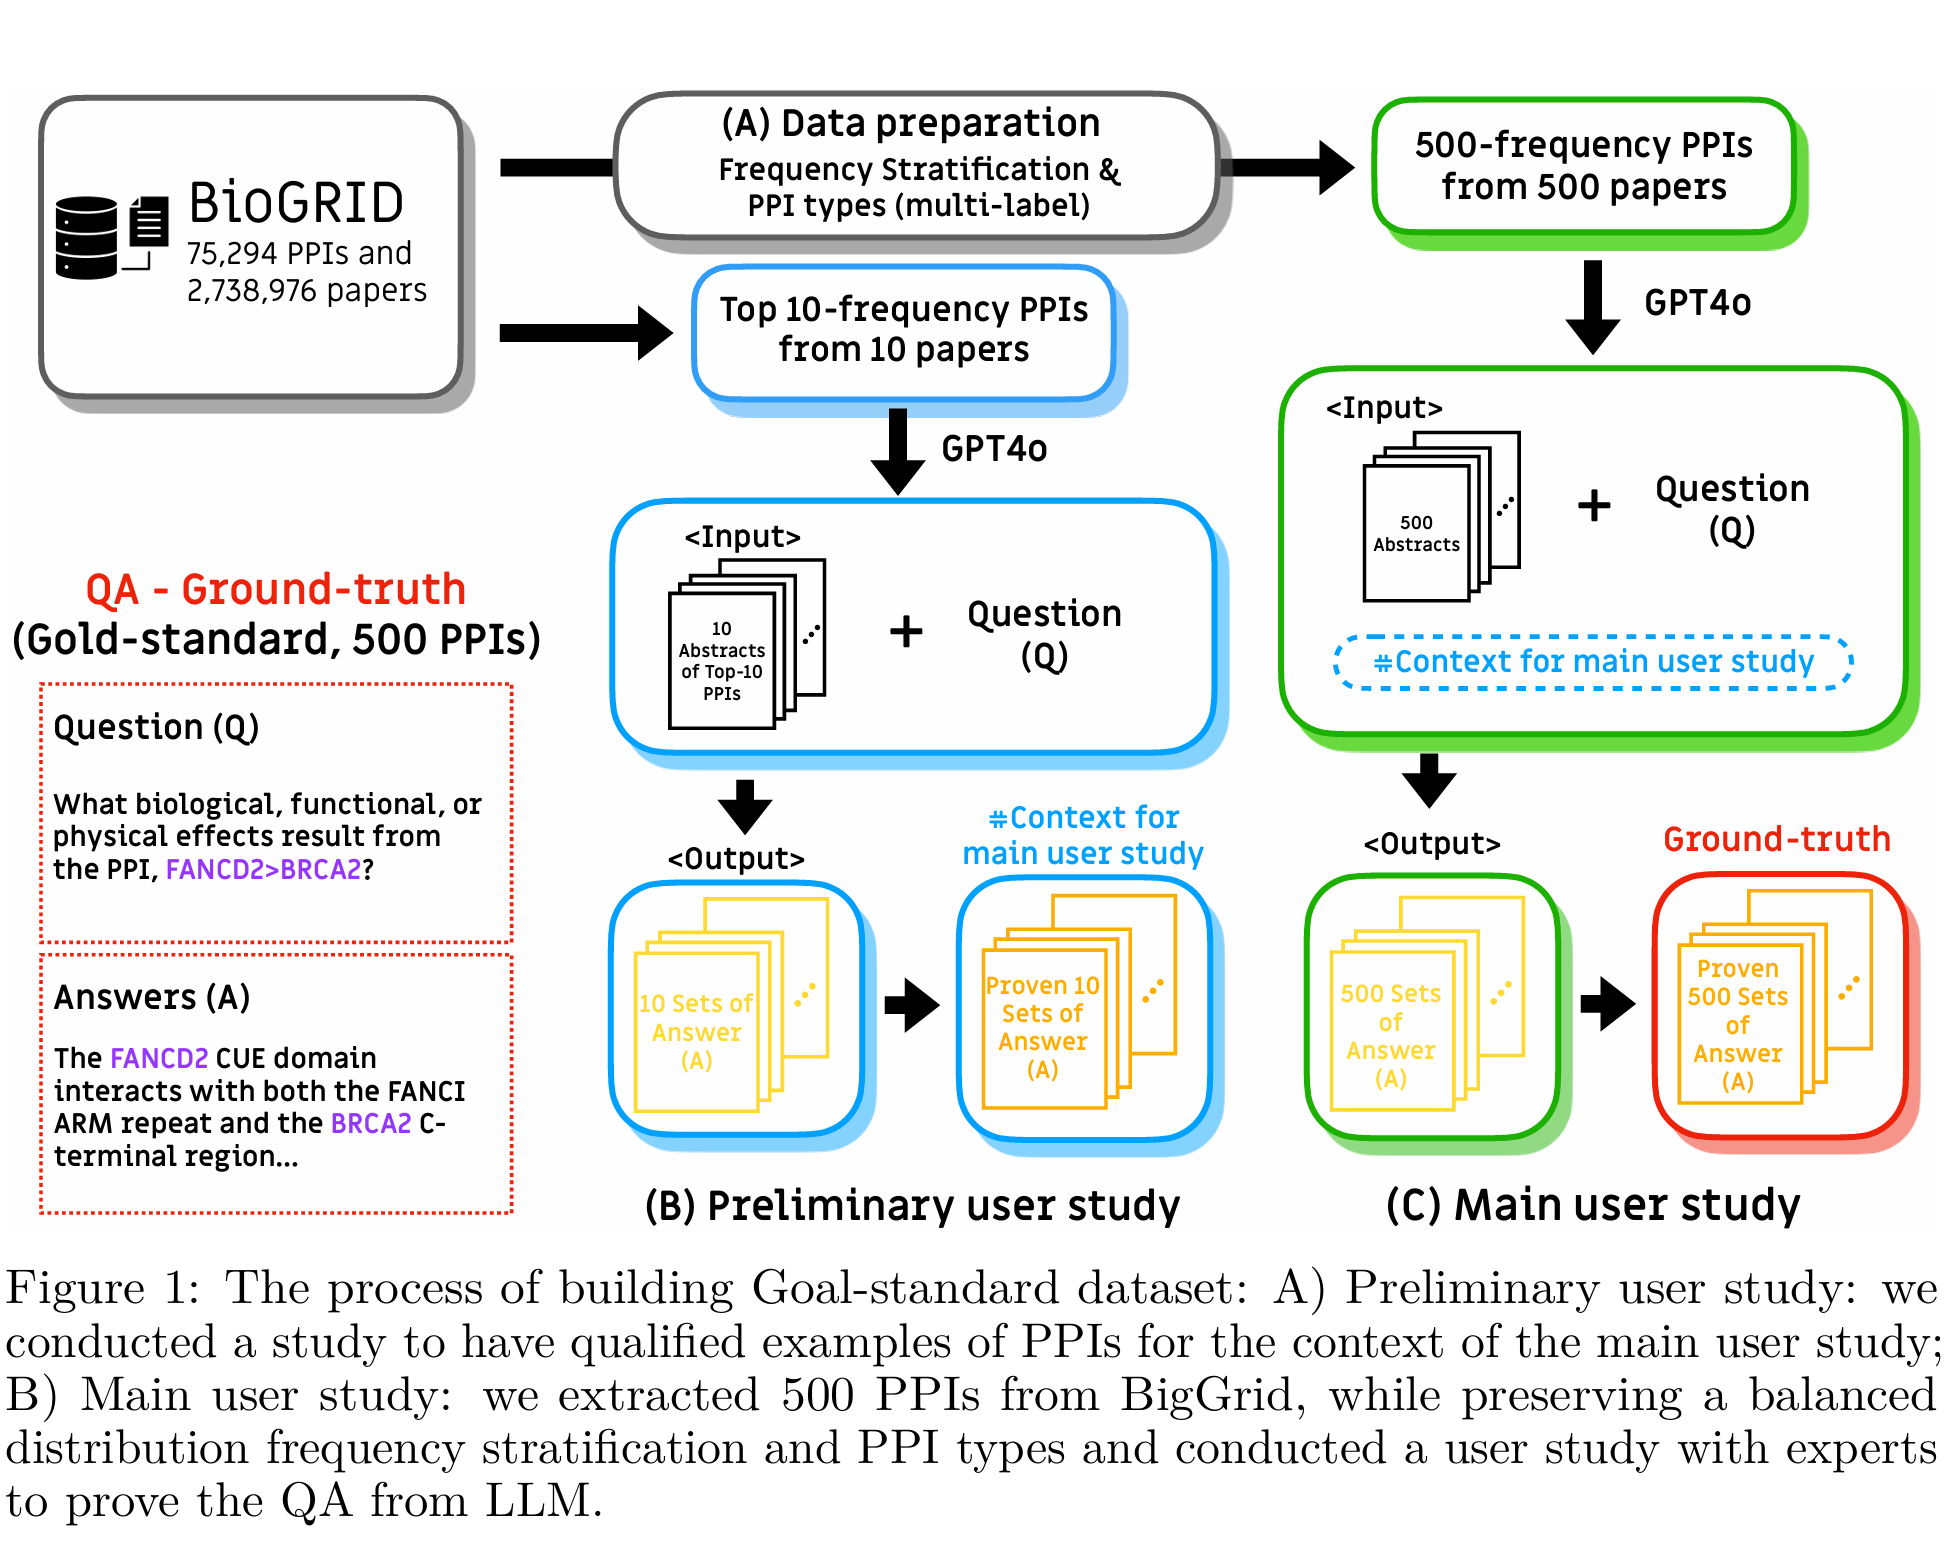 BioGRID
75,294 PPIs and
2,738,976 papers
(A) Data preparation
Frequency Stratification &
PPI types (multi-label)
500-frequency PPIs
from 500 papers
Top 10-frequency PPIs
from 10 papers
GPT4o
GPT4o
<Input>
10
Abstracts
of Top-10
PPIs
+
Question
(Q)
<Input>
500
Abstracts
+
Question
(Q)
#Context for main user study
QA - Ground-truth
(Gold-standard, 500 PPIs)
Question (Q)
What biological, functional, or
physical effects result from
the PPI, FANCD2>BRCA2?
Answers (A)
The FANCD2 CUE domain
interacts with both the FANCI
ARM repeat and the BRCA2 C-
terminal region...
<Output>
10 Sets of
Answer
(A)
#Context for
main user study
Proven 10
Sets of
Answer
(A)
<Output>
500 Sets
of
Answer
(A)
Ground-truth
Proven
500 Sets
of
Answer
(A)
(B) Preliminary user study
(C) Main user study
Figure 1: The process of building Goal-standard dataset: A) Preliminary user study: we
conducted a study to have qualified examples of PPIs for the context of the main user study;
B) Main user study: we extracted 500 PPIs from BigGrid, while preserving a balanced
distribution frequency stratification and PPI types and conducted a user study with experts
to prove the QA from LLM.